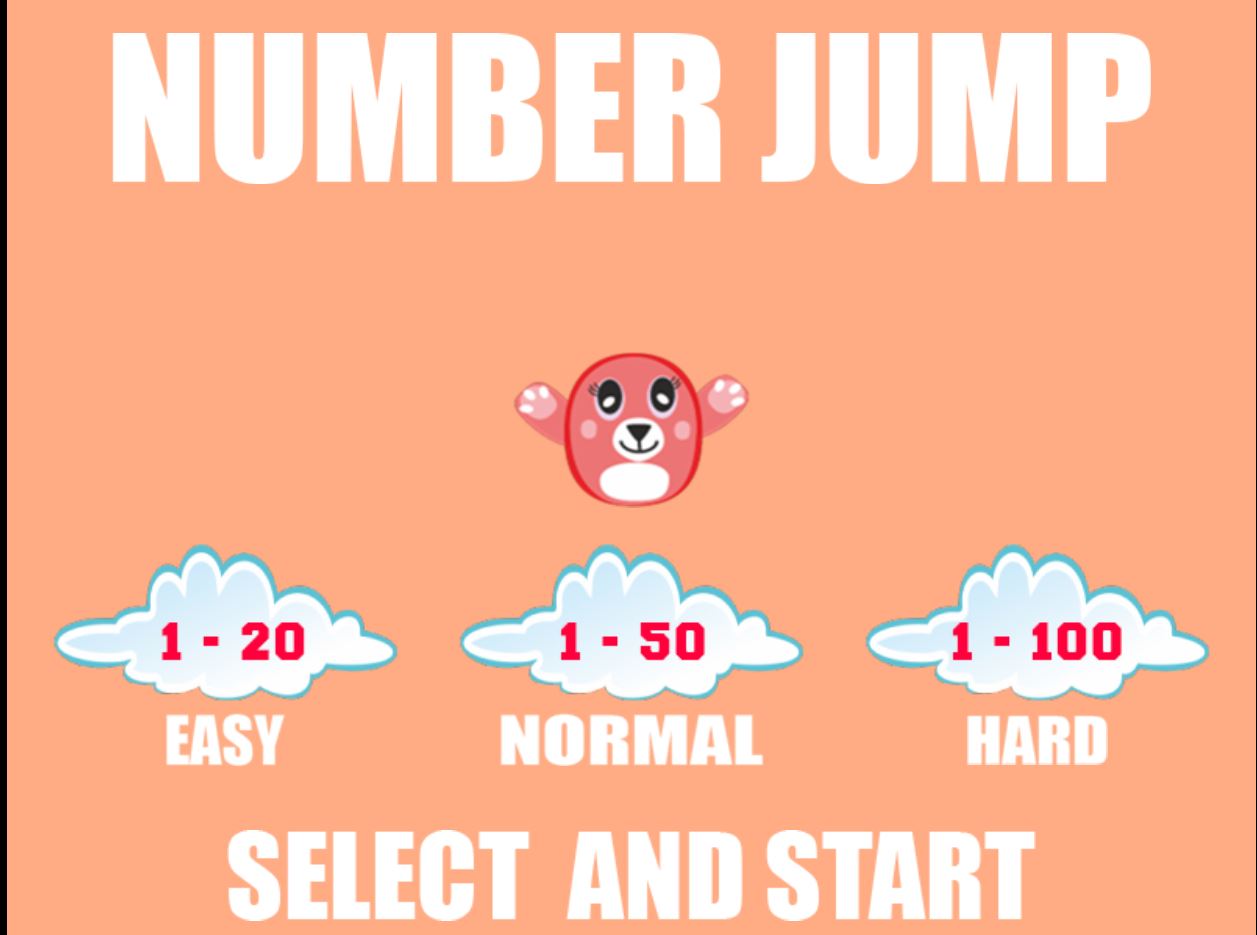 NUMBER JUMP
1 - 20
1 - 50
1 - 100
EASY
NORMAL
HARD
SELECT AND START